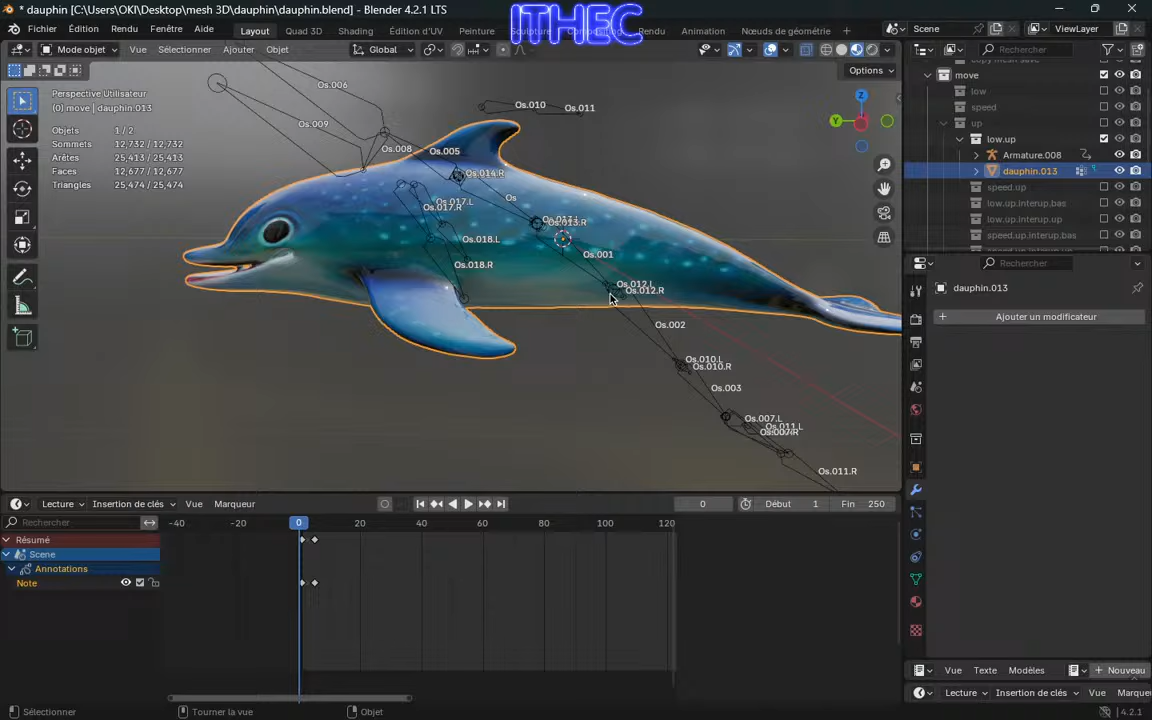 * dauphin [C:\Users\OKI\Desktop\mesh 3D\dauphin\dauphin.blend] - Blender 4.2.1 LTS
ITHEC
Fichier Édition Rendu Fenêtre Aide Layout Quad 3D Shading Édition d'UV Peinture Rendu Animation Nœuds de géométrie Scene ViewLayer
Mode objet Vue Sélectionner Ajouter Objet Global Rechercher
Options
Perspective Utilisateur
(0) move | dauphin.013
Objets 1 / 2
Sommets 12,732 / 12,732
Arêtes 25,413 / 25,413
Faces 12,677 / 12,677
Triangles 25,474 / 25,474
Os.006
Os.009
Os.010
Os.011
Os.008
Os.005
Os.014.R
Os.017.L
Os.017.R
Os
Os.013.R
Os.018.L
Os.018.R
Os.001
Os.012.L
Os.012.R
Os.002
Os.010.L
Os.010.R
Os.003
Os.007.L
Os.011.L
Os.007.R
Os.011.R
Z
Y
move
low
speed
up
low.up
Armature.008
dauphin.013
speed.up
low.up.interup.bas
low.up.interup.up
speed.up.interup.bas
Rechercher
dauphin.013
Ajouter un modificateur
Vue Texte Modèles Nouveau
Lecture Insertion de clés Vue Marque
Lecture Insertion de clés Vue Marqueur 0 Début 1 Fin 250
Rechercher -40 -20 0 20 40 60 80 100 120
Résumé
Scene
Annotations
Note
Sélectionner Tourner la vue Objet 4.2.1